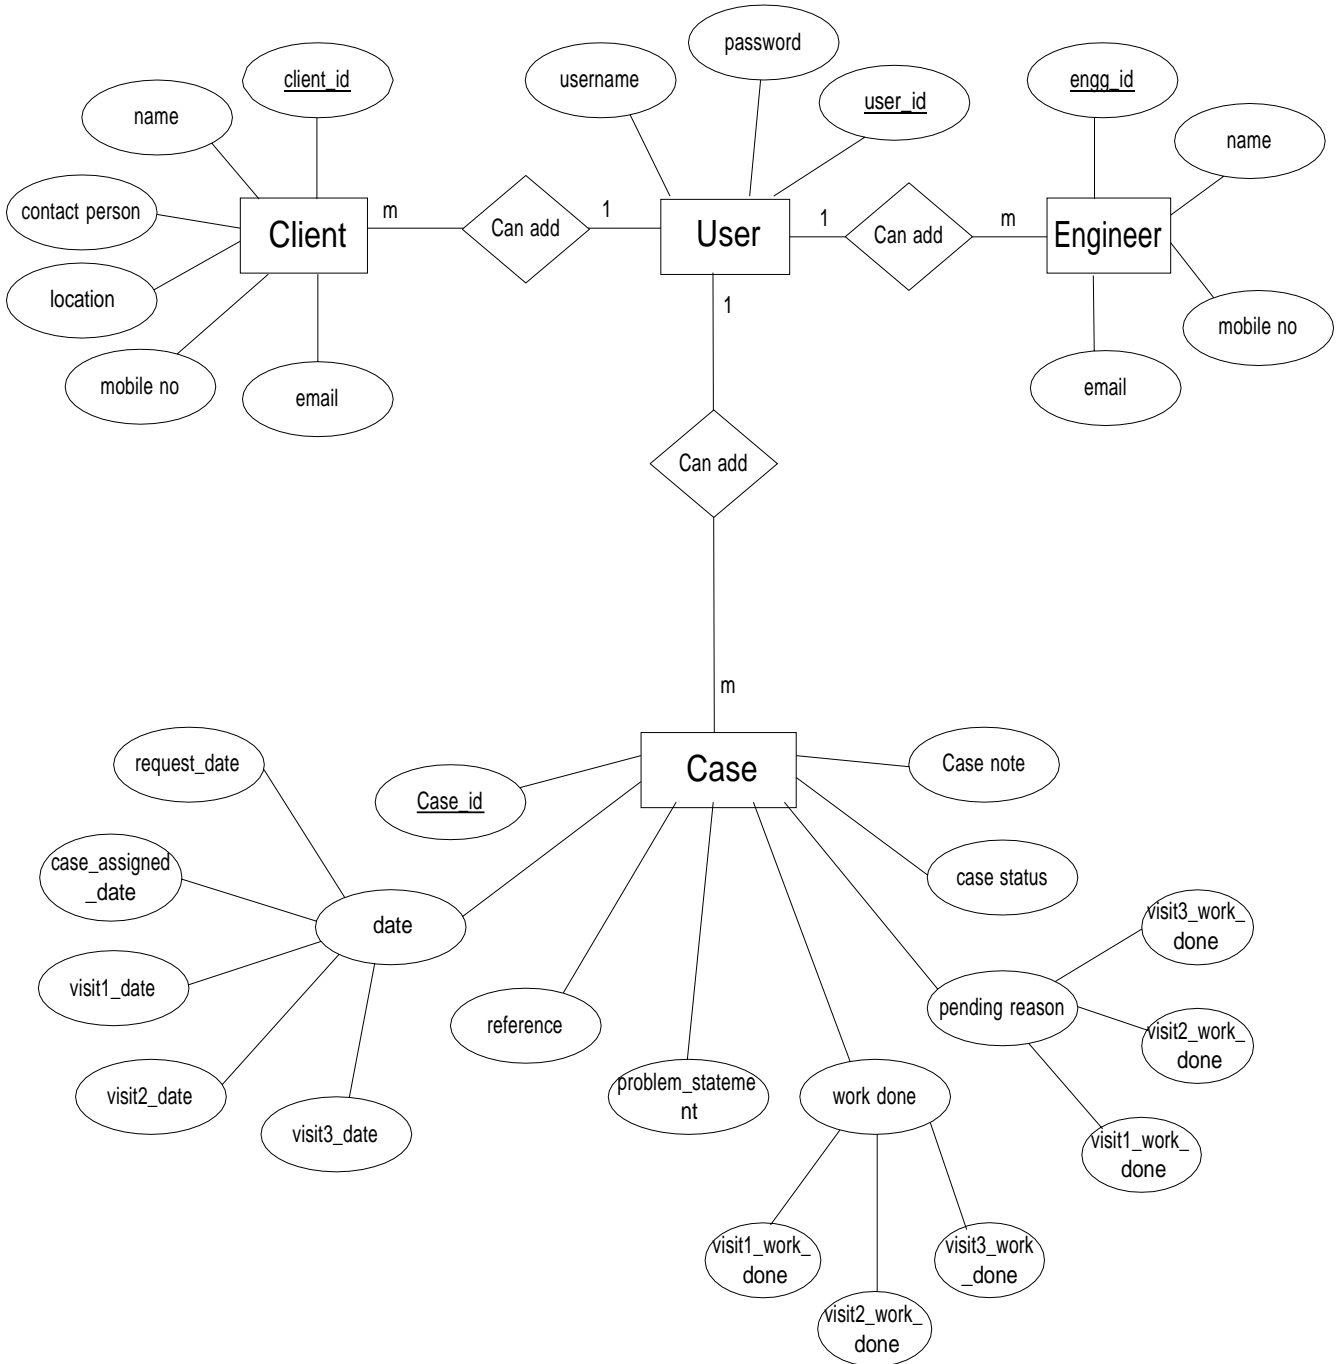 password
client_id
username
engg_id
user_id
name
name
contact person
m
1
1
m
Client
Can add
User
Can add
Engineer
location
1
mobile no
mobile no
email
email
Can add
m
request_date
Case
Case note
Case_id
case_assigned
_date
case status
date
visit3_work_
done
visit1_date
reference
pending reason
visit2_work_
done
visit2_date
problem_stateme
nt
work done
visit3_date
visit1_work_
done
visit1_work_
done
visit3_work
_done
visit2_work_
done